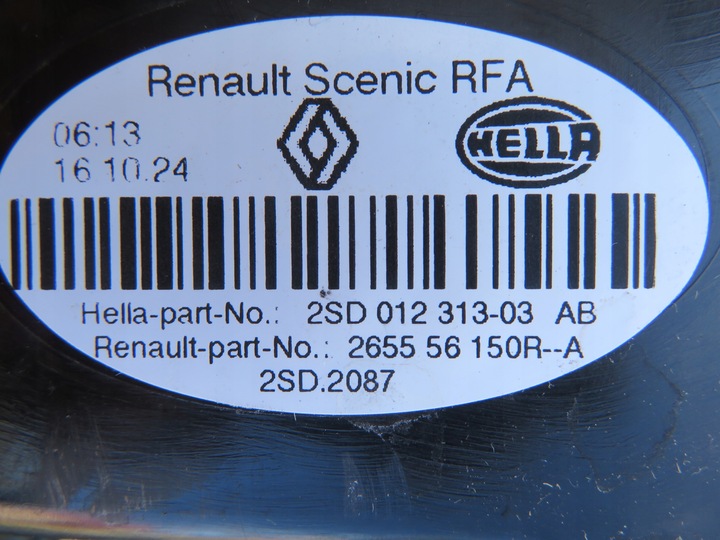 Renault Scenic RFA
06:13
16 10.24
HELLA
Hella-part-No.: 2SD 012 313-03 AB
Renault-part-No.: 2655 56 150R--A
2SD.2087